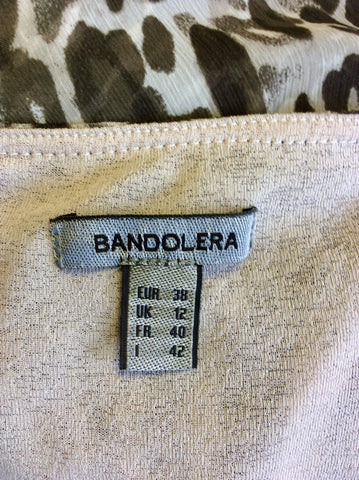 BANDOLERA
EUR 38
UK 12
FR. 40
I 42